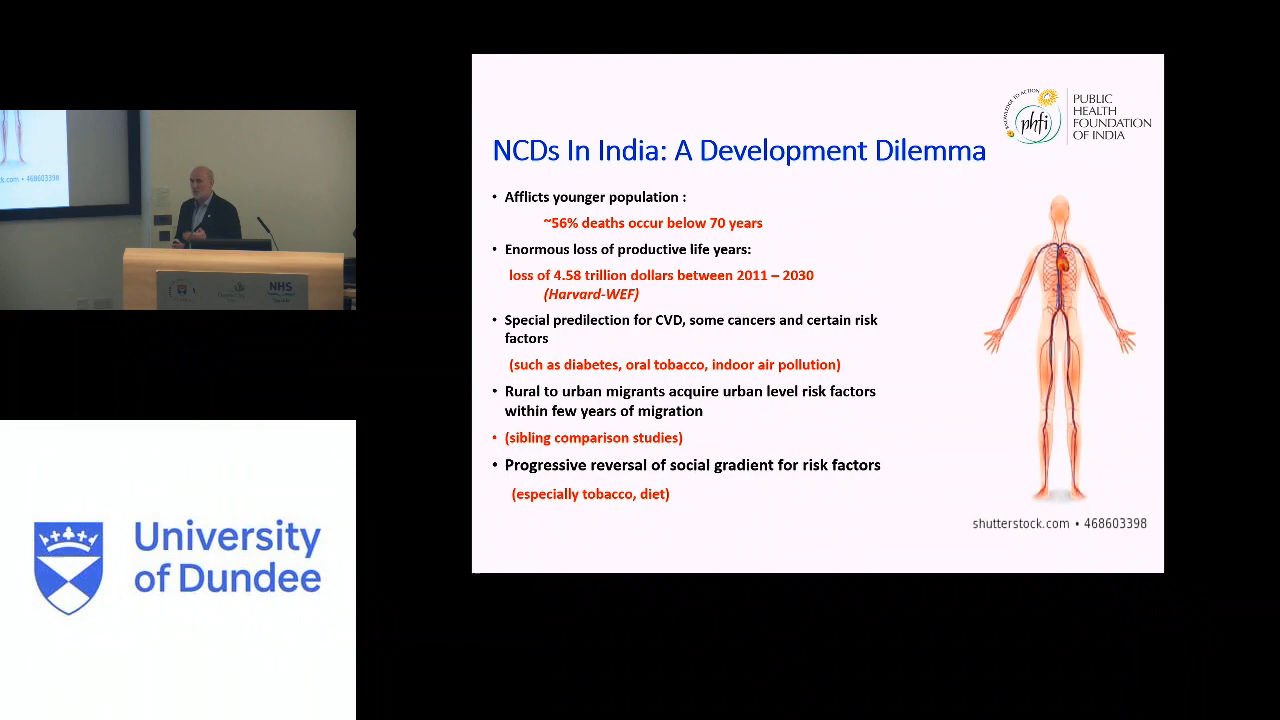 ck.com • 468603398
NHS
University
of Dundee
KNOWLEDGE TO ACTION
phfi
PUBLIC
HEALTH
FOUNDATION
OF INDIA
NCDs In India: A Development Dilemma
• Afflicts younger population :
~56% deaths occur below 70 years
• Enormous loss of productive life years:
loss of 4.58 trillion dollars between 2011 – 2030
(Harvard-WEF)
• Special predilection for CVD, some cancers and certain risk
factors
(such as diabetes, oral tobacco, indoor air pollution)
• Rural to urban migrants acquire urban level risk factors
within few years of migration
• (sibling comparison studies)
• Progressive reversal of social gradient for risk factors
(especially tobacco, diet)
shutterstock.com • 468603398